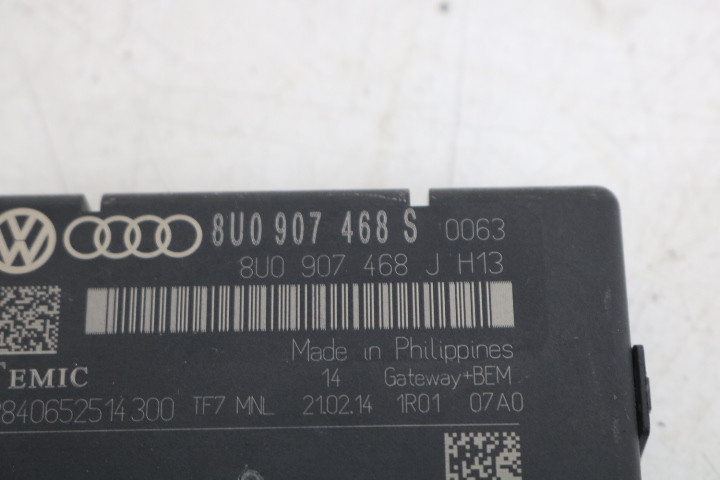 8U0 907 468 S 0063
8U0 907 468 J H13
Made in Philippines
TEMIC 14 Gateway+BEM
840652514300 TF7 MNL 21.02.14 1R01 07A0